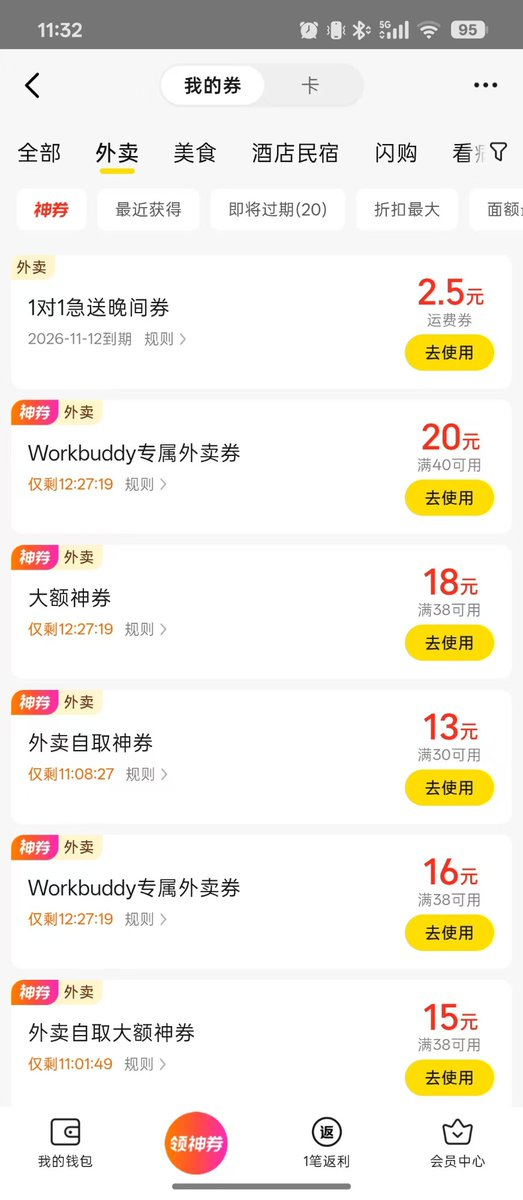 11:32
5G
95
我的券 卡
全部 外卖 美食 酒店民宿 闪购
神券 最近获得 即将过期(20) 折扣最大 面额
外卖
1对1急送晚间券
2026-11-12到期 规则
2.5元
运费券
去使用
神券 外卖
Workbuddy专属外卖券
仅剩12:27:19 规则
20元
满40可用
去使用
神券 外卖
大额神券
仅剩12:27:19 规则
18元
满38可用
去使用
神券 外卖
外卖自取神券
仅剩11:08:27 规则
13元
满30可用
去使用
神券 外卖
Workbuddy专属外卖券
仅剩12:27:19 规则
16元
满38可用
去使用
神券 外卖
外卖自取大额神券
仅剩11:01:49 规则
15元
满38可用
去使用
领神券
返
我的钱包 1笔返利 会员中心